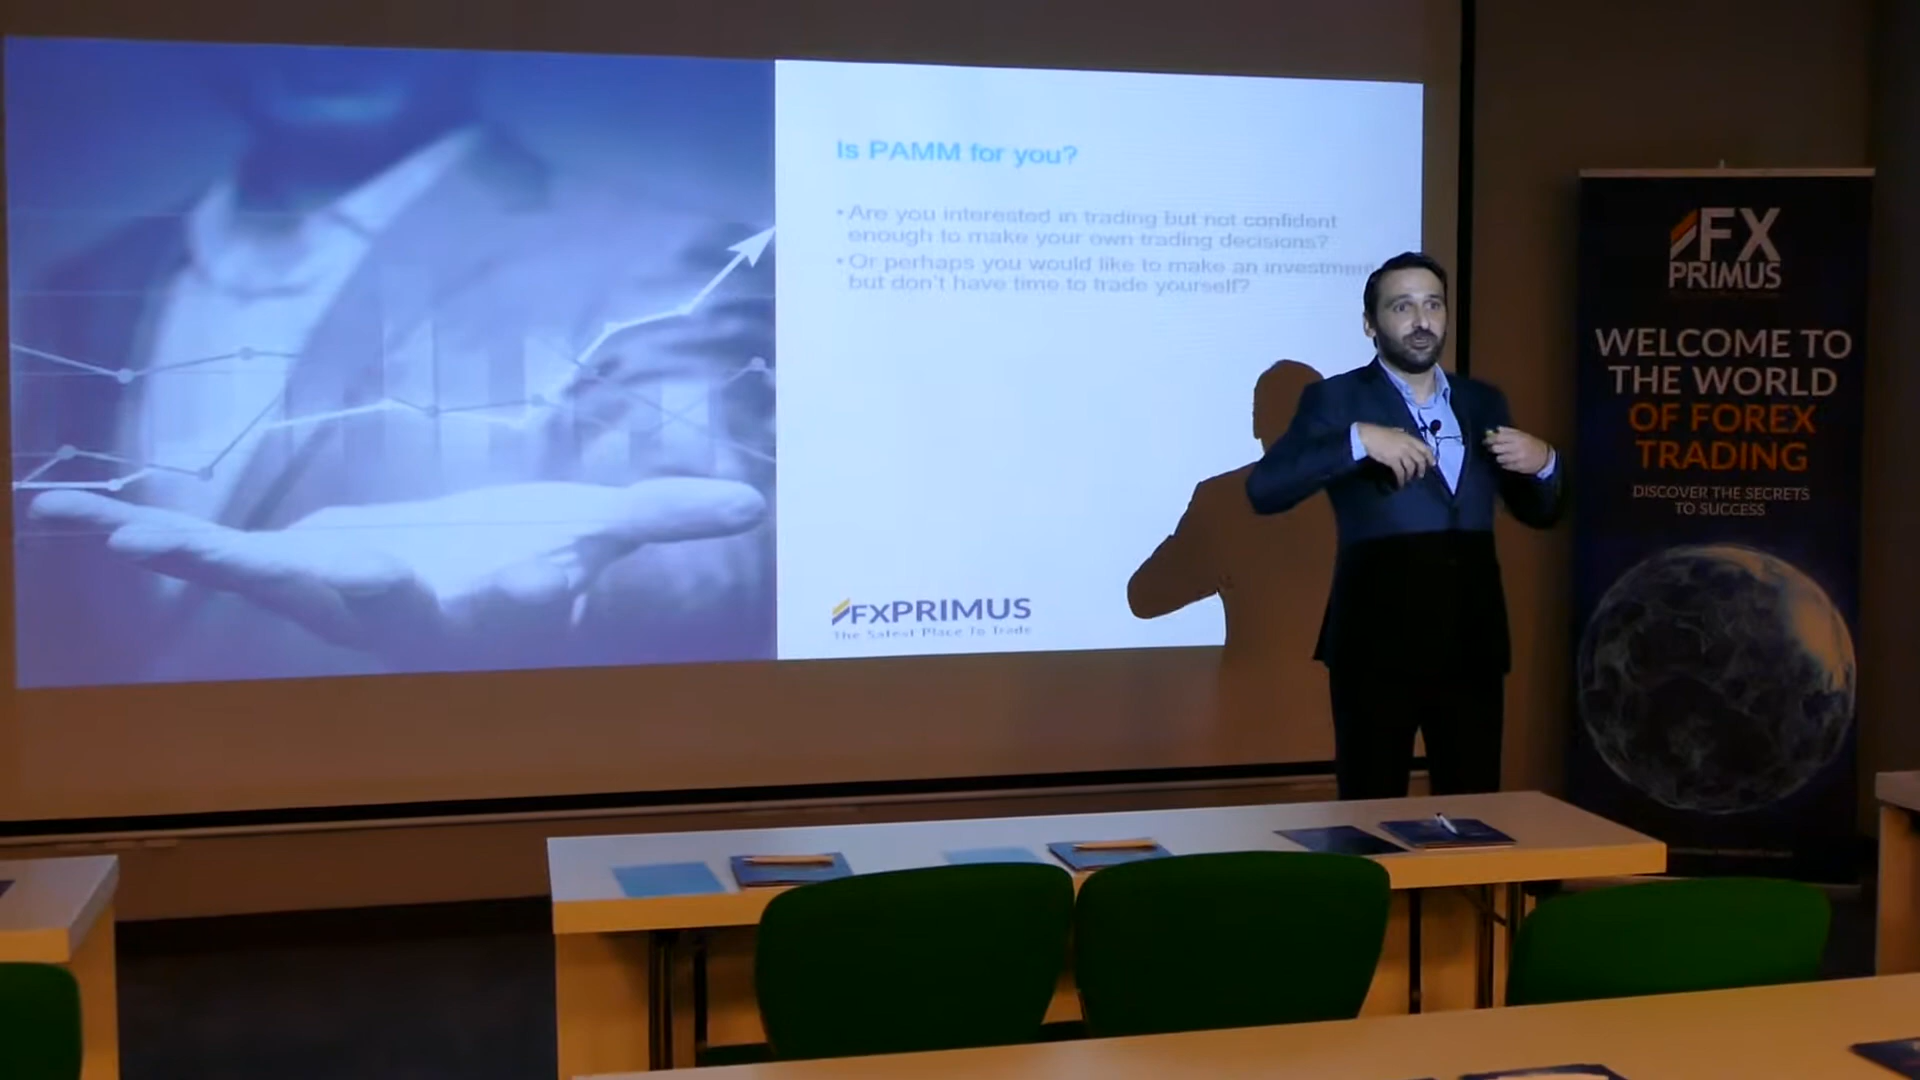 Is PAMM for you?
• Are you interested in trading but not confident
enough to make your own trading decisions?
• Or perhaps you would like to make an
but don't have time to trade yourself?
FXPRIMUS
The Safest Place To Trade
FX
PRIMUS
WELCOME TO
THE WORLD
OF FOREX
TRADING
DISCOVER THE SECRETS
TO SUCCESS